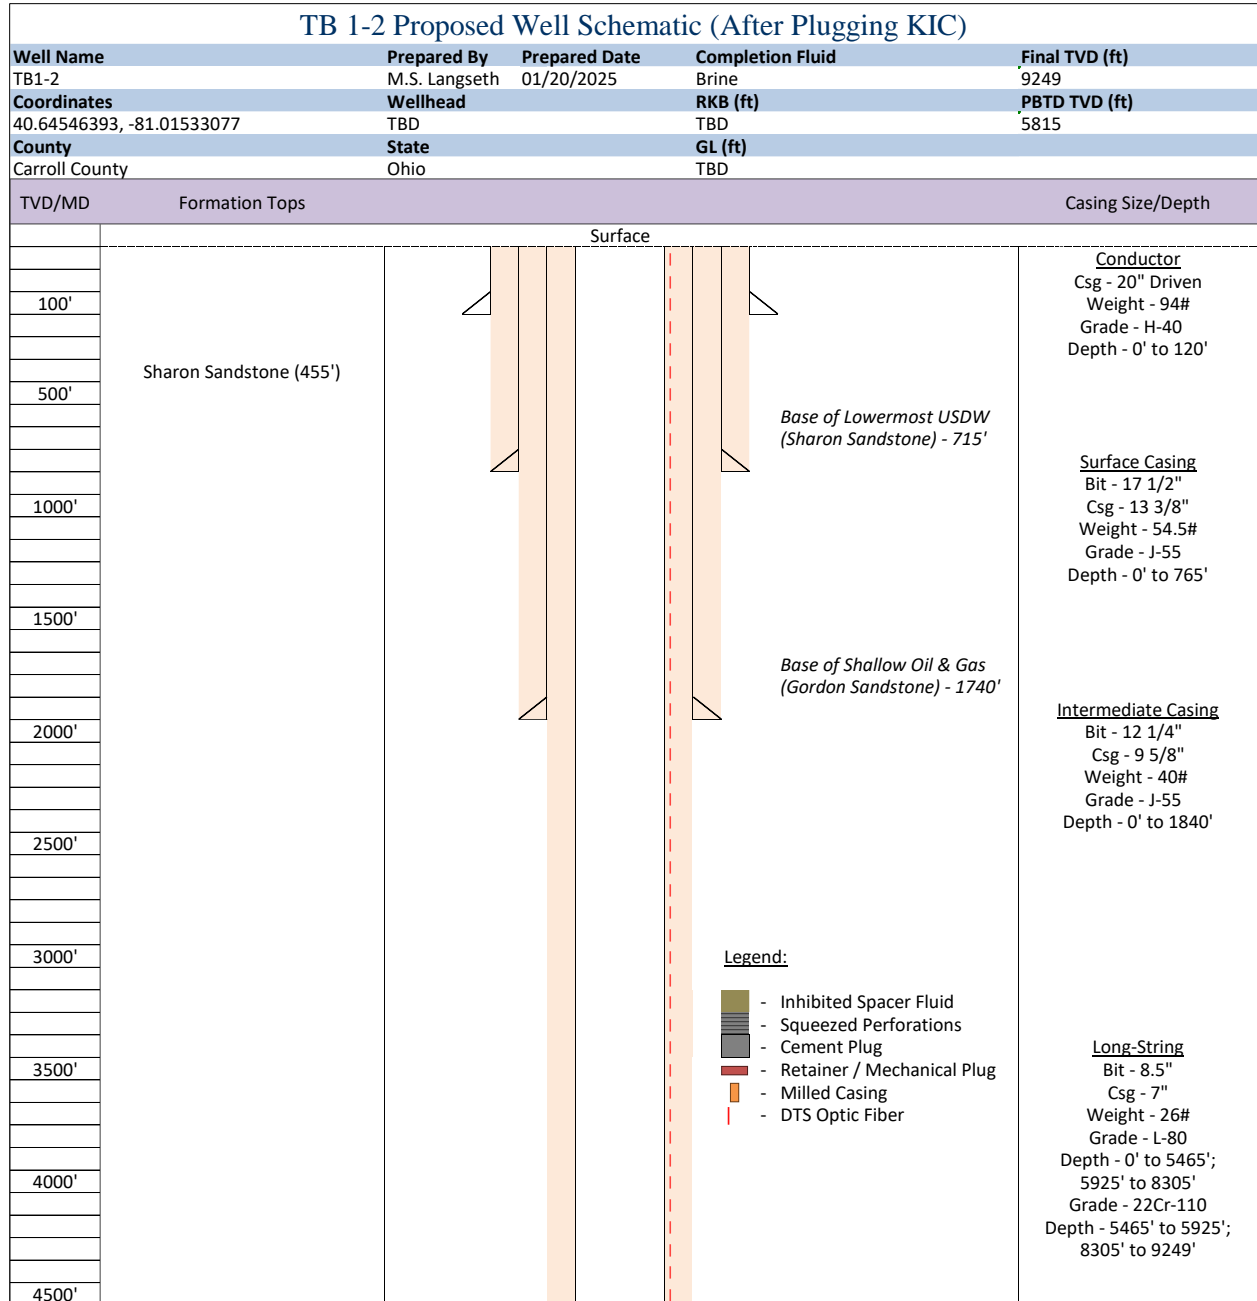 TB 1-2 Proposed Well Schematic (After Plugging KIC)
Well Name Prepared By Prepared Date Completion Fluid Final TVD (ft)
TB1-2 M.S. Langseth 01/20/2025 Brine 9249
Coordinates Wellhead RKB (ft) PBTD TVD (ft)
40.64546393, -81.01533077 TBD TBD 5815
County State GL (ft)
Carroll County Ohio TBD
TVD/MD Formation Tops Casing Size/Depth
Surface
Conductor
Csg - 20" Driven
Weight - 94#
Grade - H-40
Depth - 0' to 120'
100'
Sharon Sandstone (455')
500'
Base of Lowermost USDW
(Sharon Sandstone) - 715'
Surface Casing
Bit - 17 1/2"
Csg - 13 3/8"
Weight - 54.5#
Grade - J-55
Depth - 0' to 765'
1000'
1500'
Base of Shallow Oil & Gas
(Gordon Sandstone) - 1740'
Intermediate Casing
Bit - 12 1/4"
Csg - 9 5/8"
Weight - 40#
Grade - J-55
Depth - 0' to 1840'
2000'
2500'
3000'
Legend:
- Inhibited Spacer Fluid
- Squeezed Perforations
- Cement Plug
- Retainer / Mechanical Plug
- Milled Casing
- DTS Optic Fiber
3500'
Long-String
Bit - 8.5"
Csg - 7"
Weight - 26#
Grade - L-80
Depth - 0' to 5465';
5925' to 8305'
Grade - 22Cr-110
Depth - 5465' to 5925';
8305' to 9249'
4000'
4500'